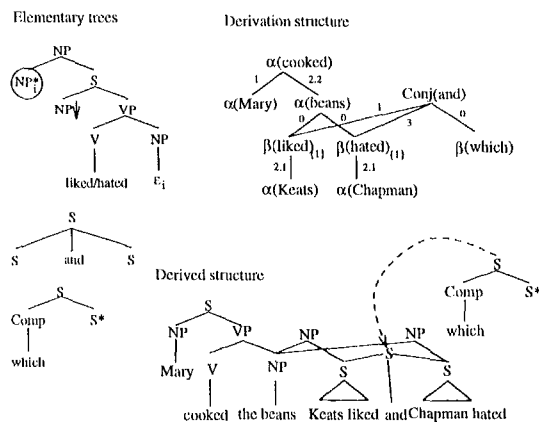 Elementary trees
NP
NP*i
S
NP
VP
V
NP
liked/hated
εi
S
S
and
S
S
Comp
S*
which
Derivation structure
α(cooked)
1
2.2
α(Mary)
α(beans)
Conj(and)
0
0
1
3
0
β(liked){1}
β(hated){1}
β(which)
2.1
2.1
α(Keats)
α(Chapman)
Derived structure
S
Comp
S*
which
S
NP
VP
NP
NP
Mary
V
NP
S
S
S
cooked
the beans
Keats liked
and
Chapman hated